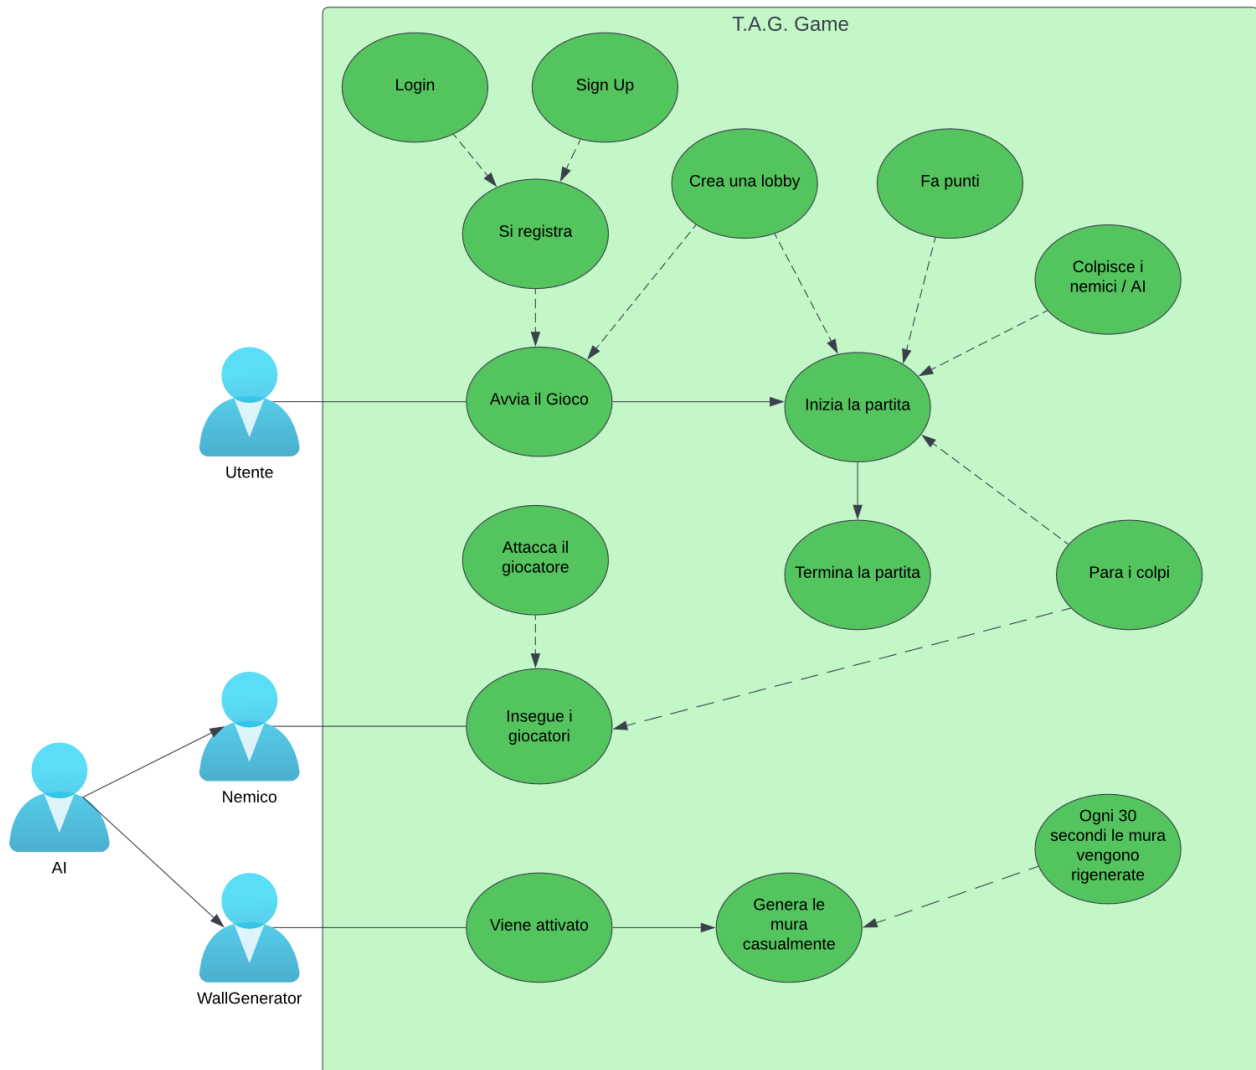 T.A.G. Game
Login
Sign Up
Crea una lobby
Fa punti
Si registra
Colpisce i
nemici / AI
Avvia il Gioco
Inizia la partita
Utente
Attacca il
giocatore
Termina la partita
Para i colpi
Insegue i
giocatori
Nemico
AI
Ogni 30
secondi le mura
vengono
rigenerate
Viene attivato
Genera le
mura
casualmente
WallGenerator